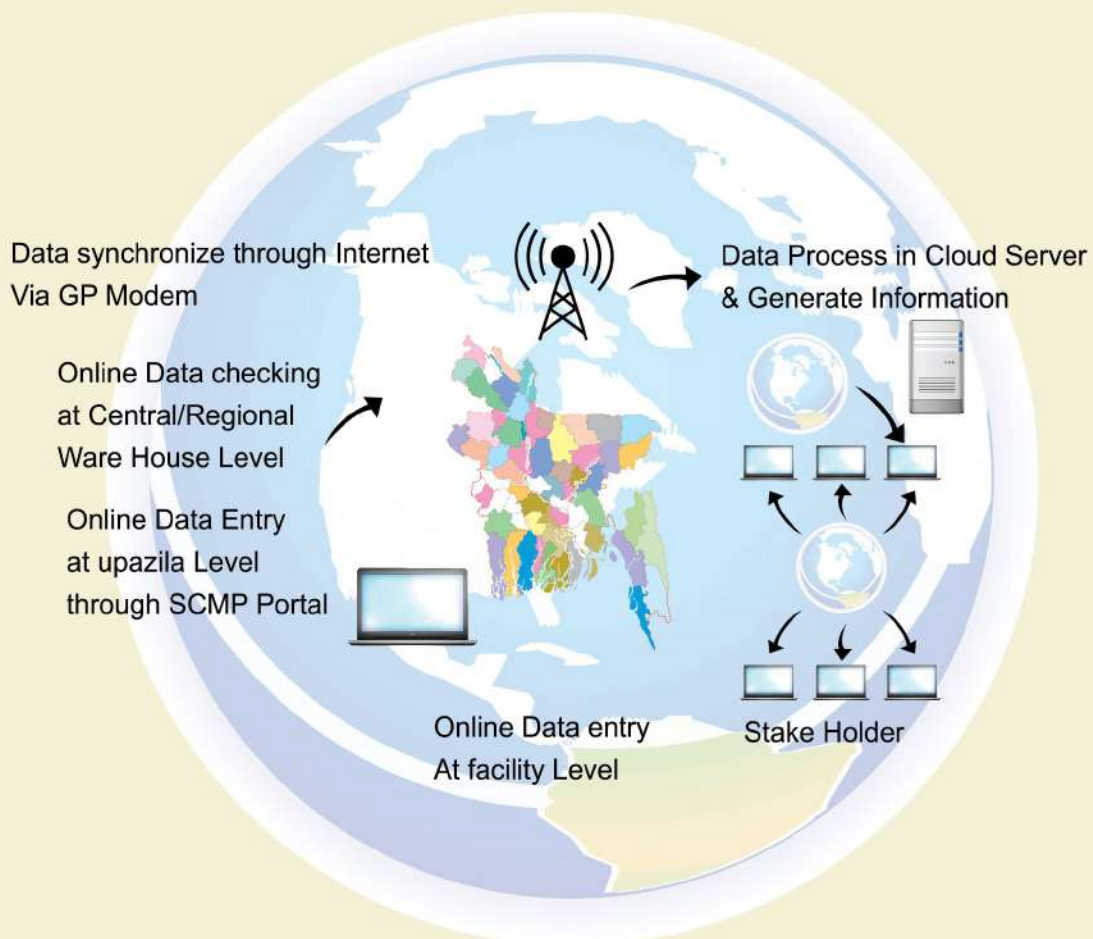 Data synchronize through Internet
Via GP Modem
Data Process in Cloud Server
& Generate Information
Online Data checking
at Central/Regional
Ware House Level
Online Data Entry
at upazila Level
through SCMP Portal
Online Data entry
At facility Level
Stake Holder